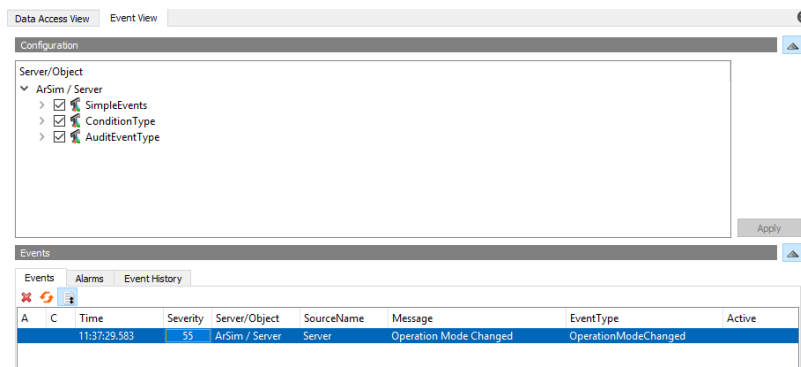 Data Access View Event View
Configuration
Server/Object
ArSim / Server
SimpleEvents
ConditionType
AuditEventType
Apply
Events
Events Alarms Event History
A C Time Severity Server/Object SourceName Message EventType Active
11:37:29.583 55 ArSim / Server Server Operation Mode Changed OperationModeChanged